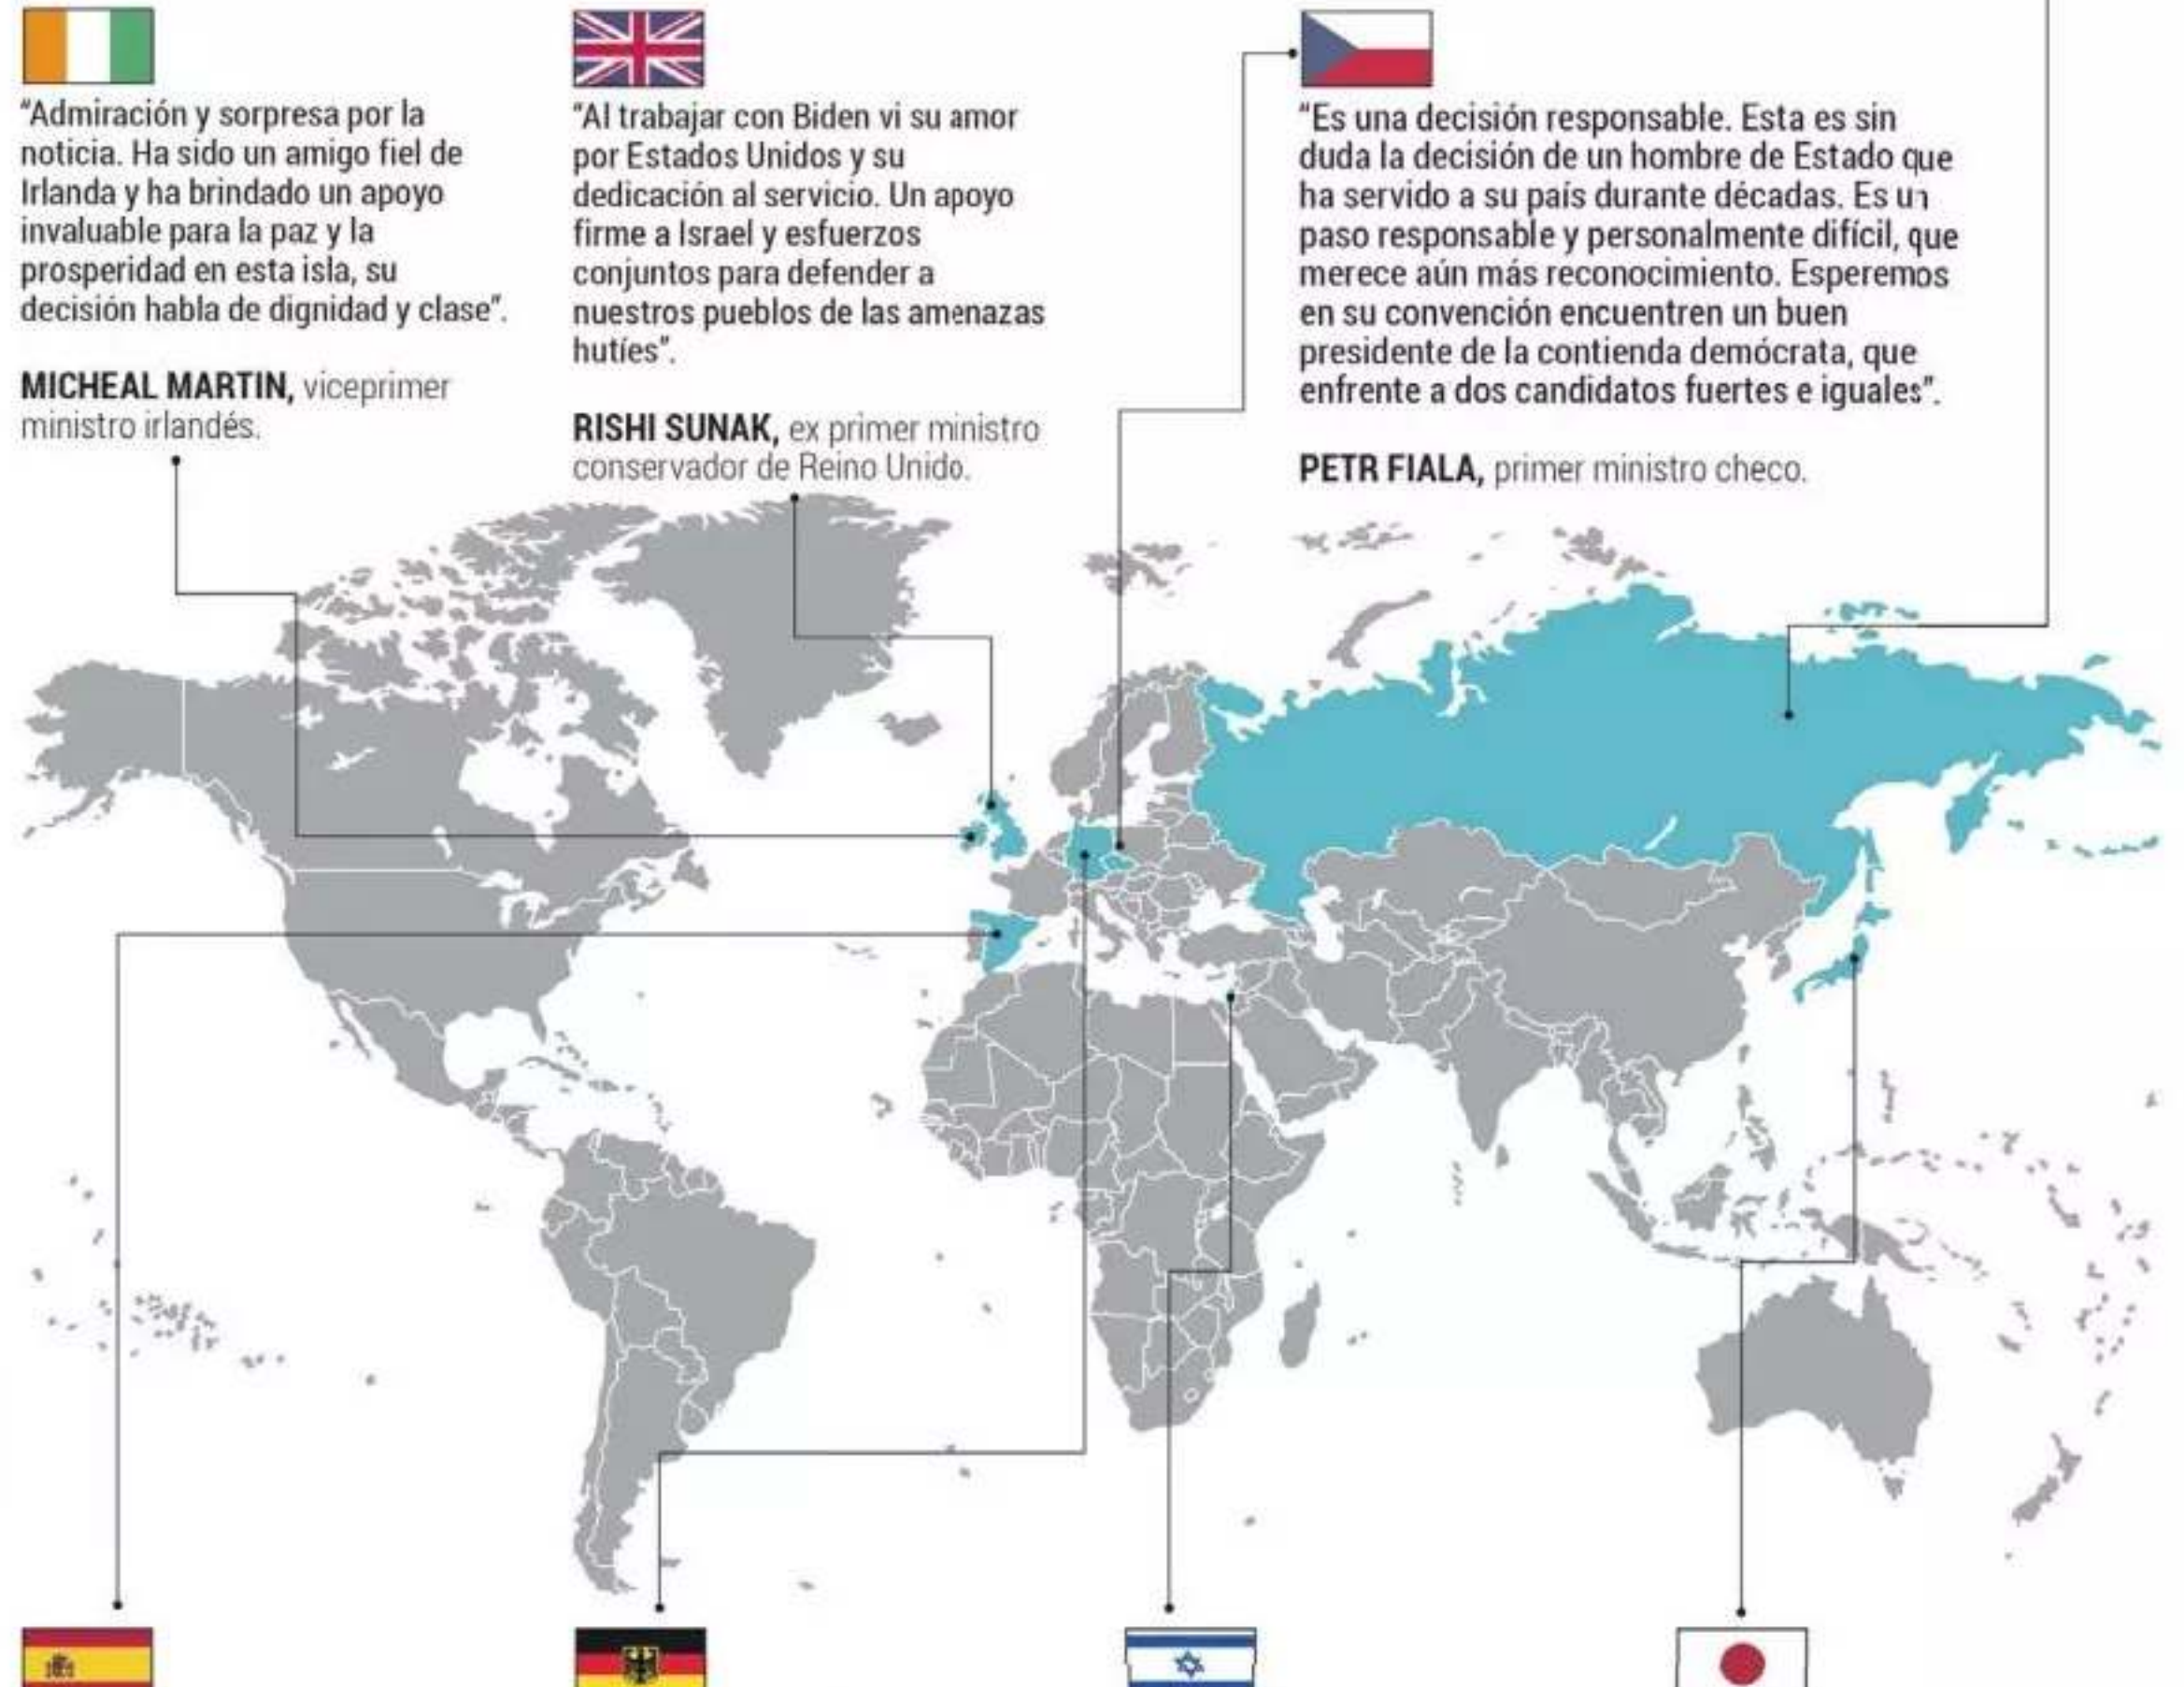 “Admiración y sorpresa por la
noticia. Ha sido un amigo fiel de
Irlanda y ha brindado un apoyo
invaluable para la paz y la
prosperidad en esta isla, su
decisión habla de dignidad y clase”.
MICHEAL MARTIN, viceprimer
ministro irlandés.
“Al trabajar con Biden vi su amor
por Estados Unidos y su
dedicación al servicio. Un apoyo
firme a Israel y esfuerzos
conjuntos para defender a
nuestros pueblos de las amenazas
hutíes”.
RISHI SUNAK, ex primer ministro
conservador de Reino Unido.
“Es una decisión responsable. Esta es sin
duda la decisión de un hombre de Estado que
ha servido a su país durante décadas. Es un
paso responsable y personalmente difícil, que
merece aún más reconocimiento. Esperemos
en su convención encuentren un buen
presidente de la contienda demócrata, que
enfrente a dos candidatos fuertes e iguales”.
PETR FIALA, primer ministro checo.